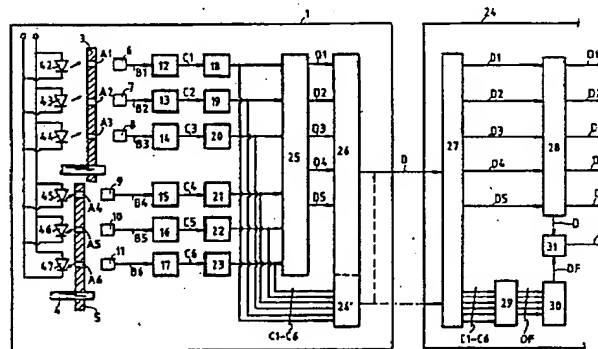 1
24
3
42
A1
6
B1
12
C1
18
D1
D1
D1
43
A2
7
B2
13
C2
19
25
D2
26
27
D2
28
44
A3
8
B3
14
C3
20
D3
D3
D4
D
D4
45
A4
9
B4
15
C4
21
D5
D5
46
A5
10
B5
16
C5
22
D
31
47
A6
11
B6
17
C6
23
DF
4
5
C1-C6
26'
C1-C6
29
DF
30